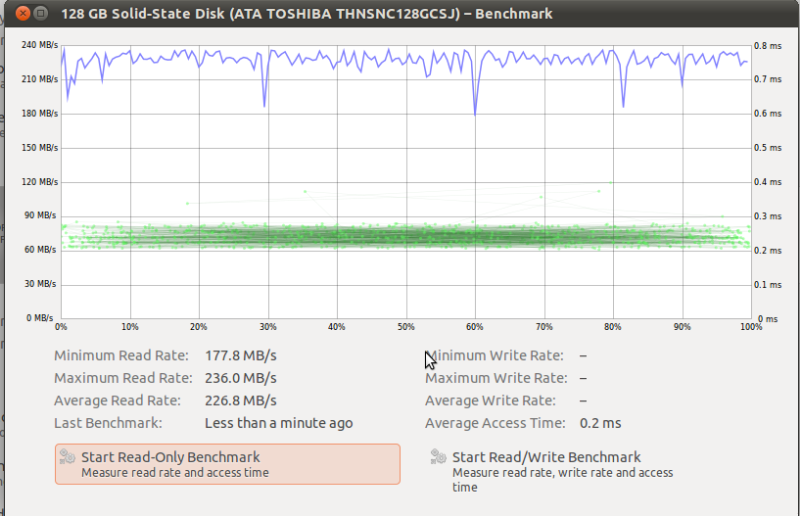 128 GB Solid-State Disk (ATA TOSHIBA THNSNC128GCSJ) – Benchmark
240 MB/s
0.8 ms
210 MB/s
0.7 ms
180 MB/s
0.6 ms
150 MB/s
0.5 ms
120 MB/s
0.4 ms
90 MB/s
0.3 ms
60 MB/s
0.2 ms
30 MB/s
0.1 ms
0 MB/s
0 ms
0% 10% 20% 30% 40% 50% 60% 70% 80% 90% 100%
Minimum Read Rate: 177.8 MB/s
Minimum Write Rate: –
Maximum Read Rate: 236.0 MB/s
Maximum Write Rate: –
Average Read Rate: 226.8 MB/s
Average Write Rate: –
Last Benchmark: Less than a minute ago
Average Access Time: 0.2 ms
Start Read-Only Benchmark
Measure read rate and access time
Start Read/Write Benchmark
Measure read rate, write rate and access
time